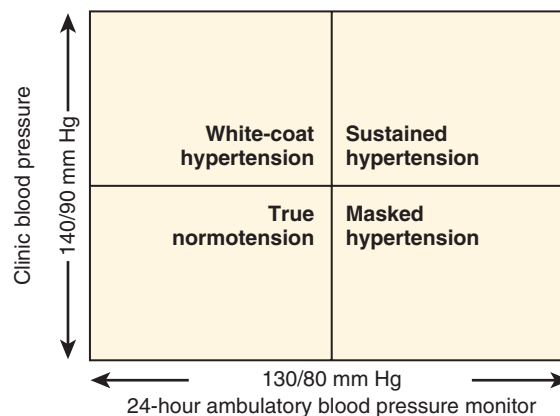 Clinic blood pressure
140/90 mm Hg
White-coat
hypertension
Sustained
hypertension
True
normotension
Masked
hypertension
130/80 mm Hg
24-hour ambulatory blood pressure monitor